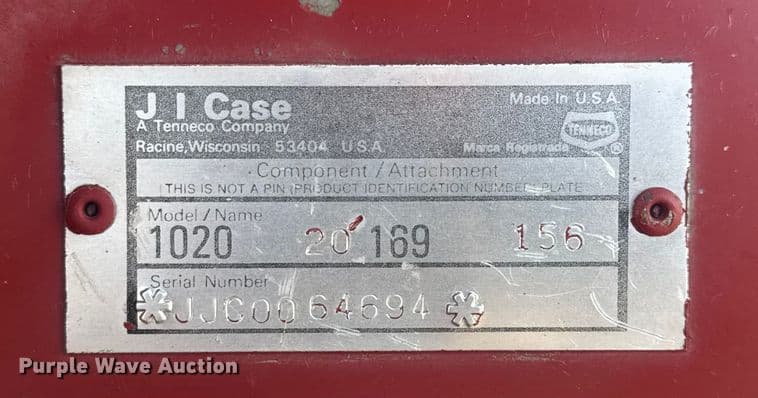 J I Case
A Tenneco Company
Racine, Wisconsin 53404 U.S.A.
Made In U.S.A.
TENNECO
Marca Registrada ®
Component / Attachment
(THIS IS NOT A PIN (PRODUCT IDENTIFICATION NUMBER) PLATE
Model / Name
1020 20' 169 156
Serial Number
*JJC0064694*
Purple Wave Auction®